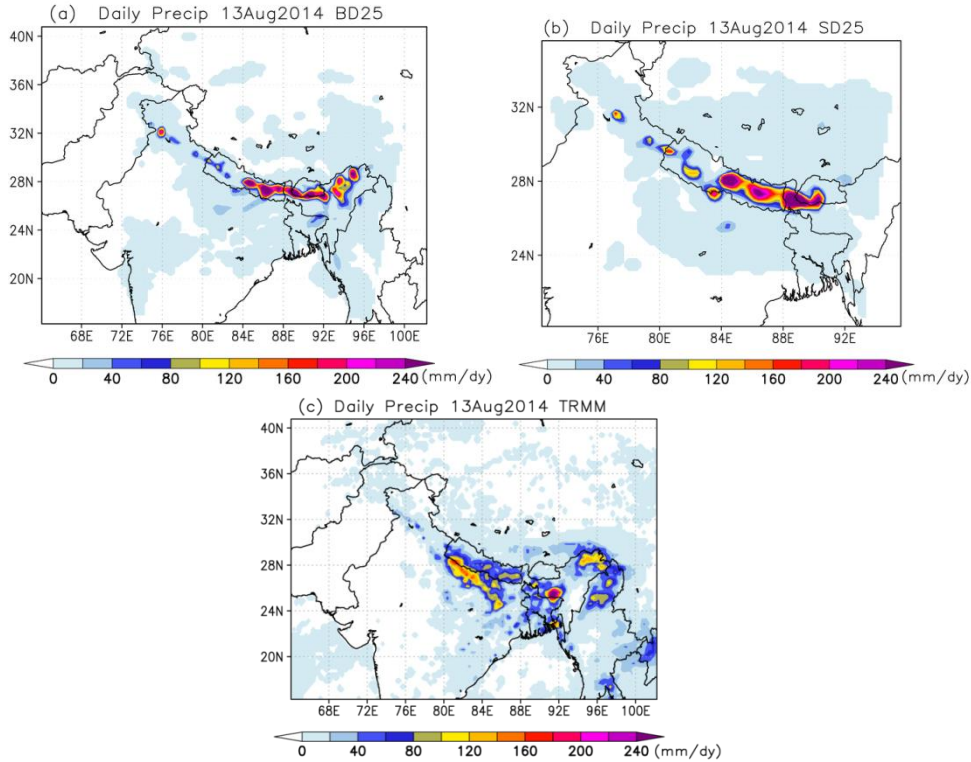 (a) Daily Precip 13Aug2014 BD25
40N
36N
32N
28N
24N
20N
68E 72E 76E 80E 84E 88E 92E 96E 100E
0 40 80 120 160 200 240 (mm/dy)
(b) Daily Precip 13Aug2014 SD25
32N
28N
24N
76E 80E 84E 88E 92E
0 40 80 120 160 200 240 (mm/dy)
(c) Daily Precip 13Aug2014 TRMM
40N
36N
32N
28N
24N
20N
68E 72E 76E 80E 84E 88E 92E 96E 100E
0 40 80 120 160 200 240 (mm/dy)